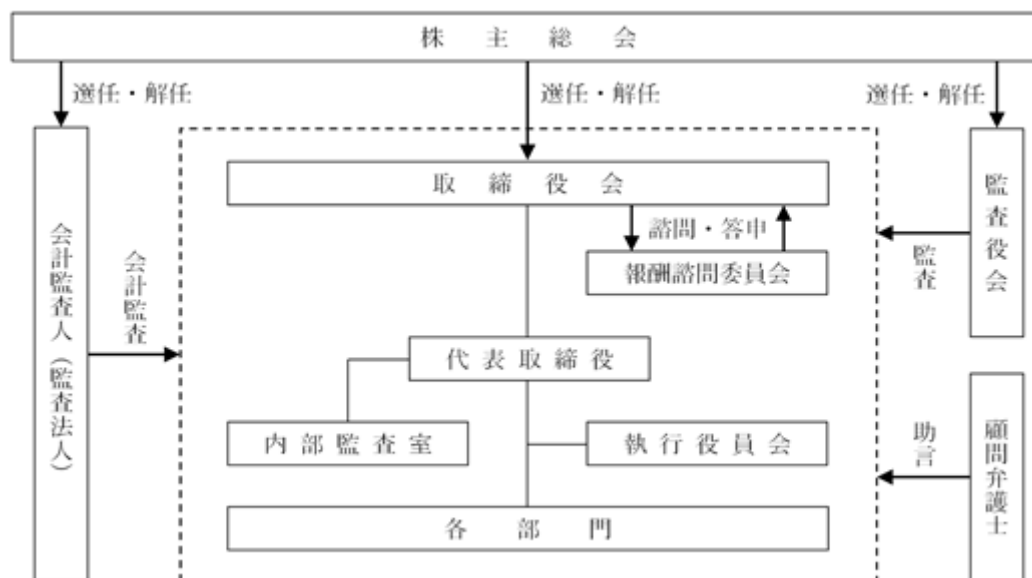 株主総会
選任・解任
選任・解任
選任・解任
取締役会
諮問・答申
報酬諮問委員会
監査役会
監査
会計監査人（監査法人）
会計監査
代表取締役
内部監査室
執行役員会
助言
顧問弁護士
各部門